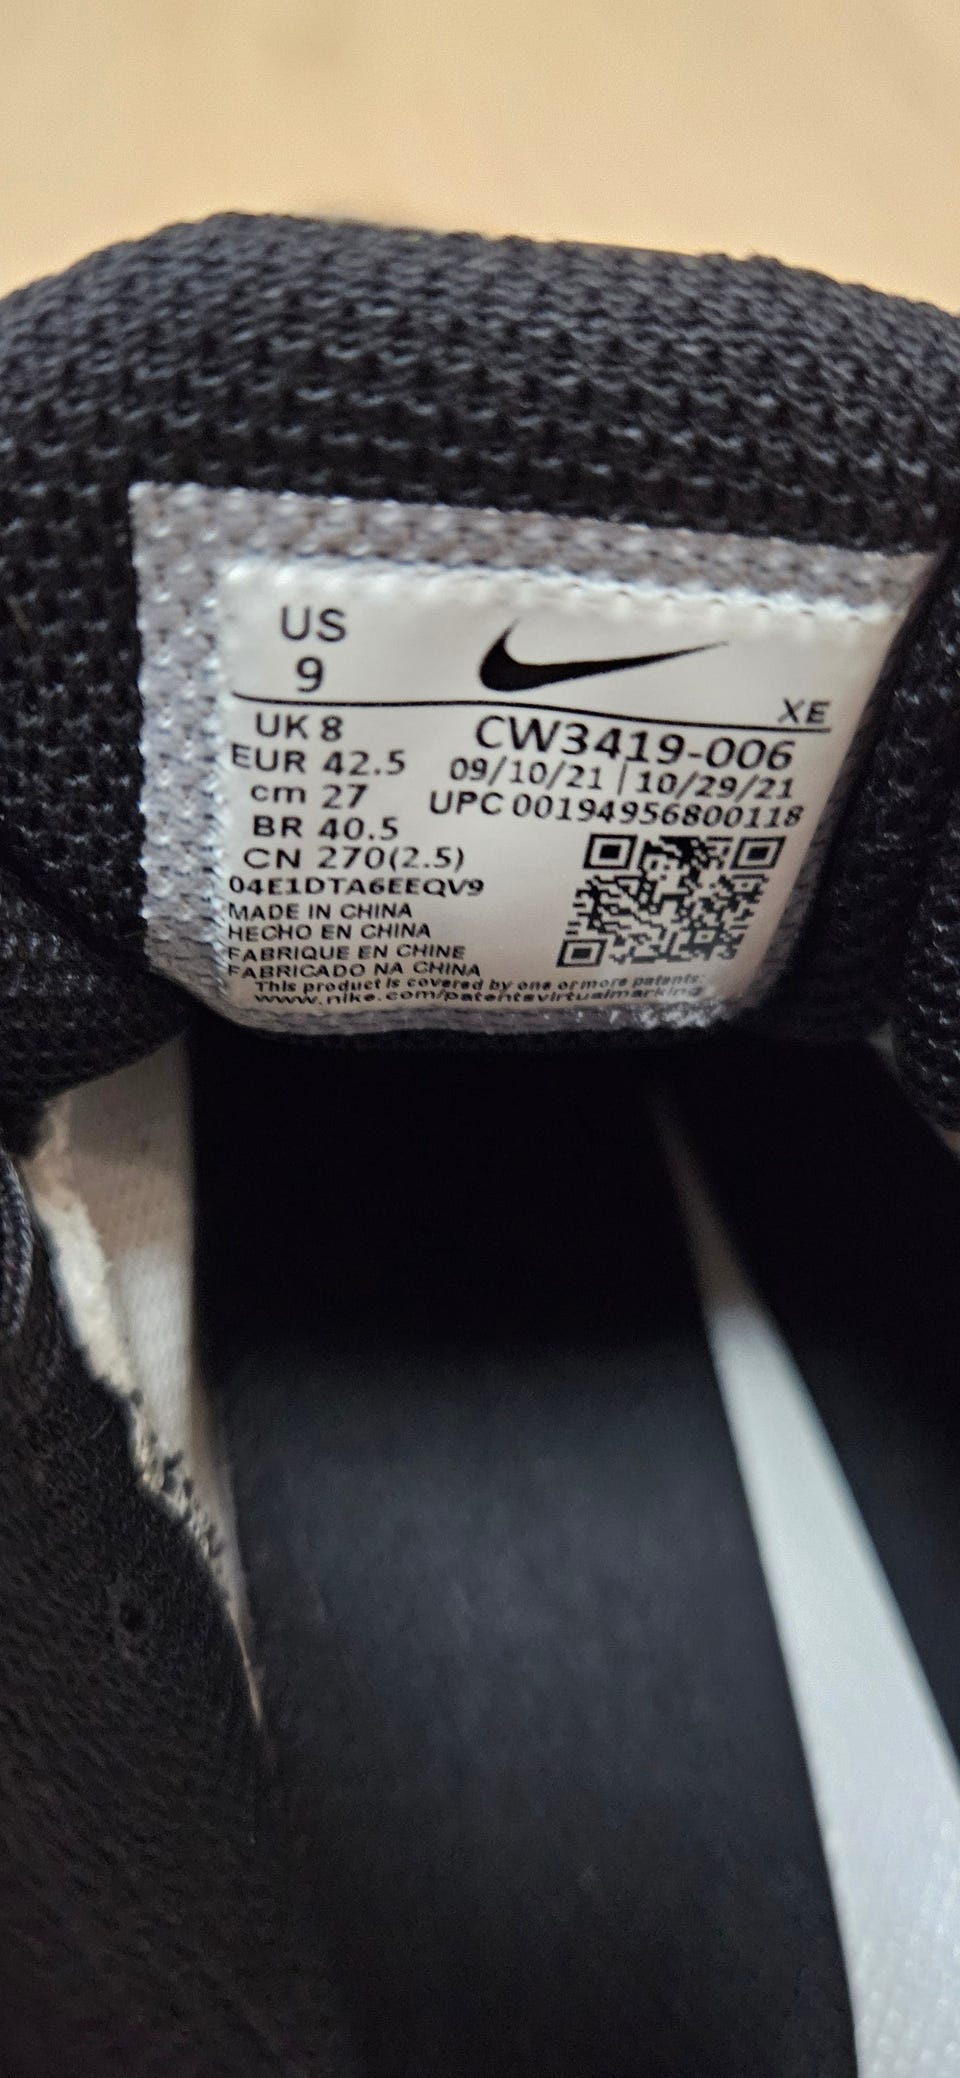 US
9
XE
UK 8
CW3419-006
EUR 42.5
09/10/21 | 10/29/21
cm 27
UPC 001949568001​18
BR 40.5
CN 270(2.5)
04E1DTA6EEQV9
MADE IN CHINA
HECHO EN CHINA
FABRIQUE EN CHINE
FABRICADO NA CHINA
This product is covered by one or more patents:
www.nike.com/patentsvirtualmarking